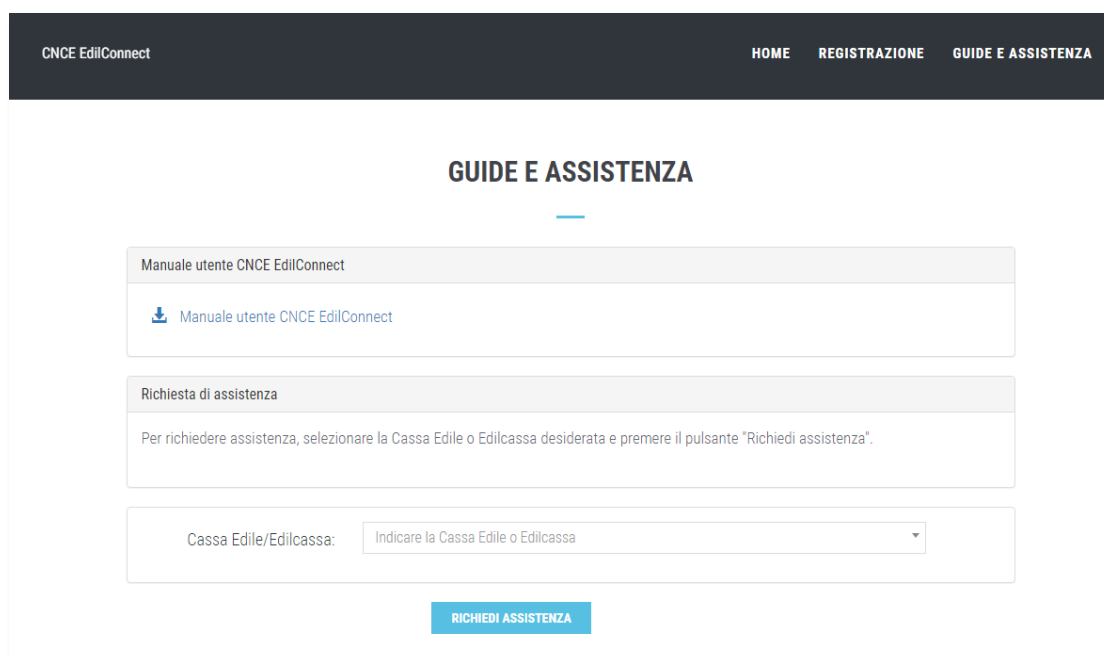 CNCE EdilConnect
HOME REGISTRAZIONE GUIDE E ASSISTENZA
GUIDE E ASSISTENZA
Manuale utente CNCE EdilConnect
Manuale utente CNCE EdilConnect
Richiesta di assistenza
Per richiedere assistenza, selezionare la Cassa Edile o Edilcassa desiderata e premere il pulsante "Richiedi assistenza".
Cassa Edile/Edilcassa: Indicare la Cassa Edile o Edilcassa
RICHIEDI ASSISTENZA